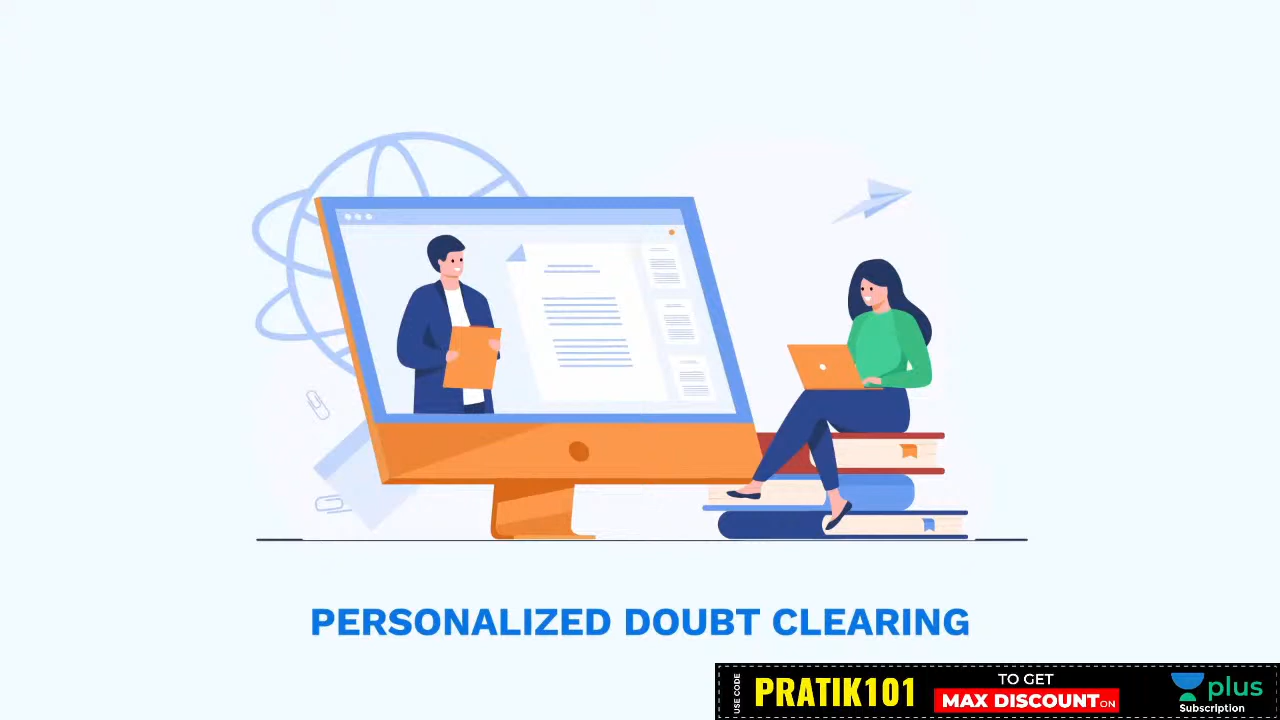 PERSONALIZED DOUBT CLEARING
USE CODE
PRATIK101
TO GET
MAX DISCOUNT ON
plus
Subscription